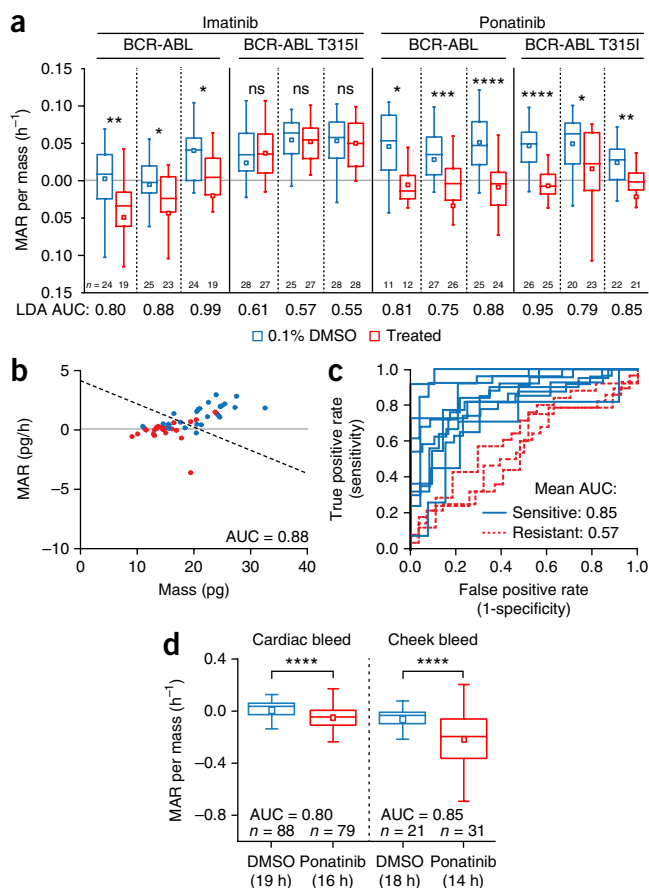 a
Imatinib
Ponatinib
BCR-ABL
BCR-ABL T315I
BCR-ABL
BCR-ABL T315I
MAR per mass (h−1)
0.15
0.10
0.05
0.00
0.05
0.10
0.15
**
*
*
ns
ns
ns
*
***
****
****
*
**
n = 24 19 25 23 24 19 28 27 25 27 28 28 11 12 27 26 25 24 26 25 20 23 22 21
LDA AUC: 0.80 0.88 0.99 0.61 0.57 0.55 0.81 0.75 0.88 0.95 0.79 0.85
0.1% DMSO Treated
b
MAR (pg/h)
5
0
−5
−10
AUC = 0.88
0 10 20 30 40
Mass (pg)
c
True positive rate
(sensitivity)
1.0
0.8
0.6
0.4
0.2
0
Mean AUC:
Sensitive: 0.85
Resistant: 0.57
0.0 0.2 0.4 0.6 0.8 1.0
False positive rate
(1-specificity)
d
Cardiac bleed
Cheek bleed
****
****
MAR per mass (h−1)
0.4
0.0
−0.4
−0.8
AUC = 0.80
n = 88 n = 79
AUC = 0.85
n = 21 n = 31
DMSO Ponatinib DMSO Ponatinib
(19 h) (16 h) (18 h) (14 h)